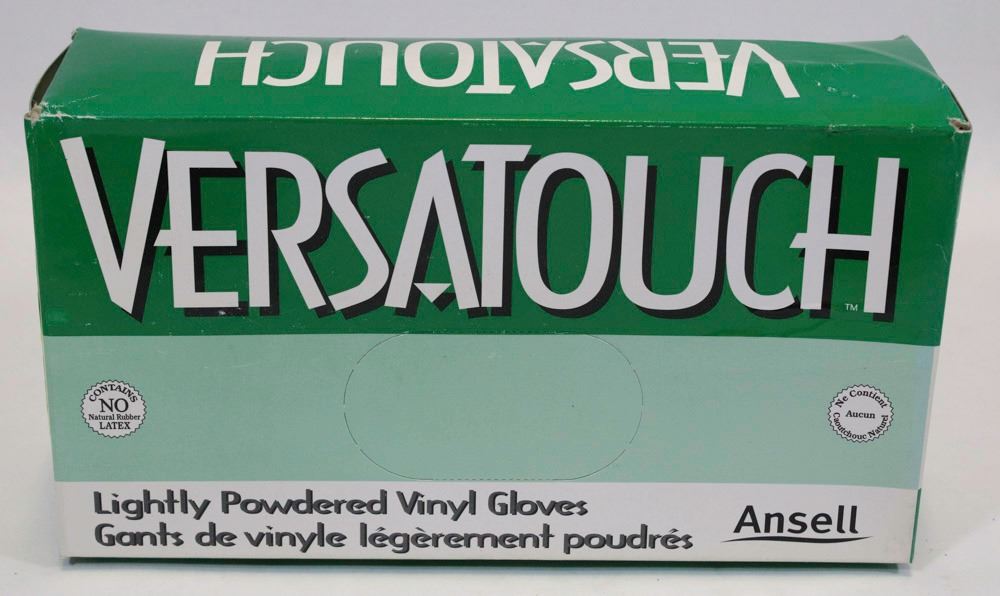 VERSATOUCH
VERSATOUCH
TM
CONTAINS
NO
Natural Rubber
LATEX
Ne Contient
Aucun
Caoutchouc Naturel
Lightly Powdered Vinyl Gloves
Gants de vinyle légèrement poudrés
Ansell